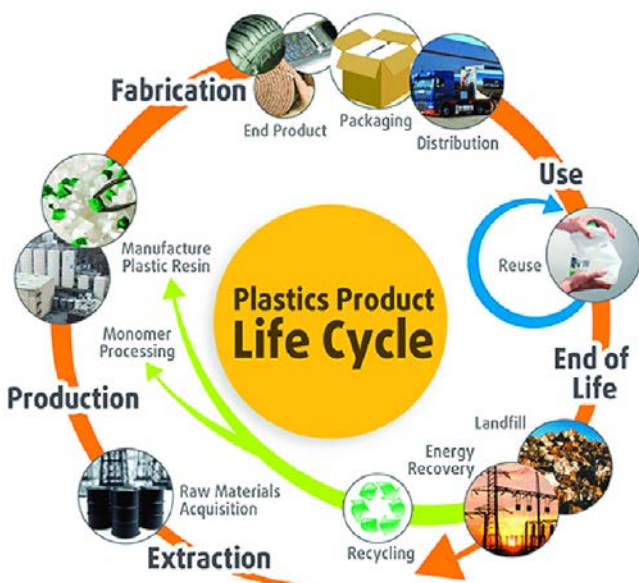 Fabrication
End Product
Packaging
Distribution
Use
Reuse
Manufacture
Plastic Resin
Plastics Product
Life Cycle
Monomer
Processing
End of
Life
Production
Landfill
Energy
Recovery
Raw Materials
Acquisition
Recycling
Extraction